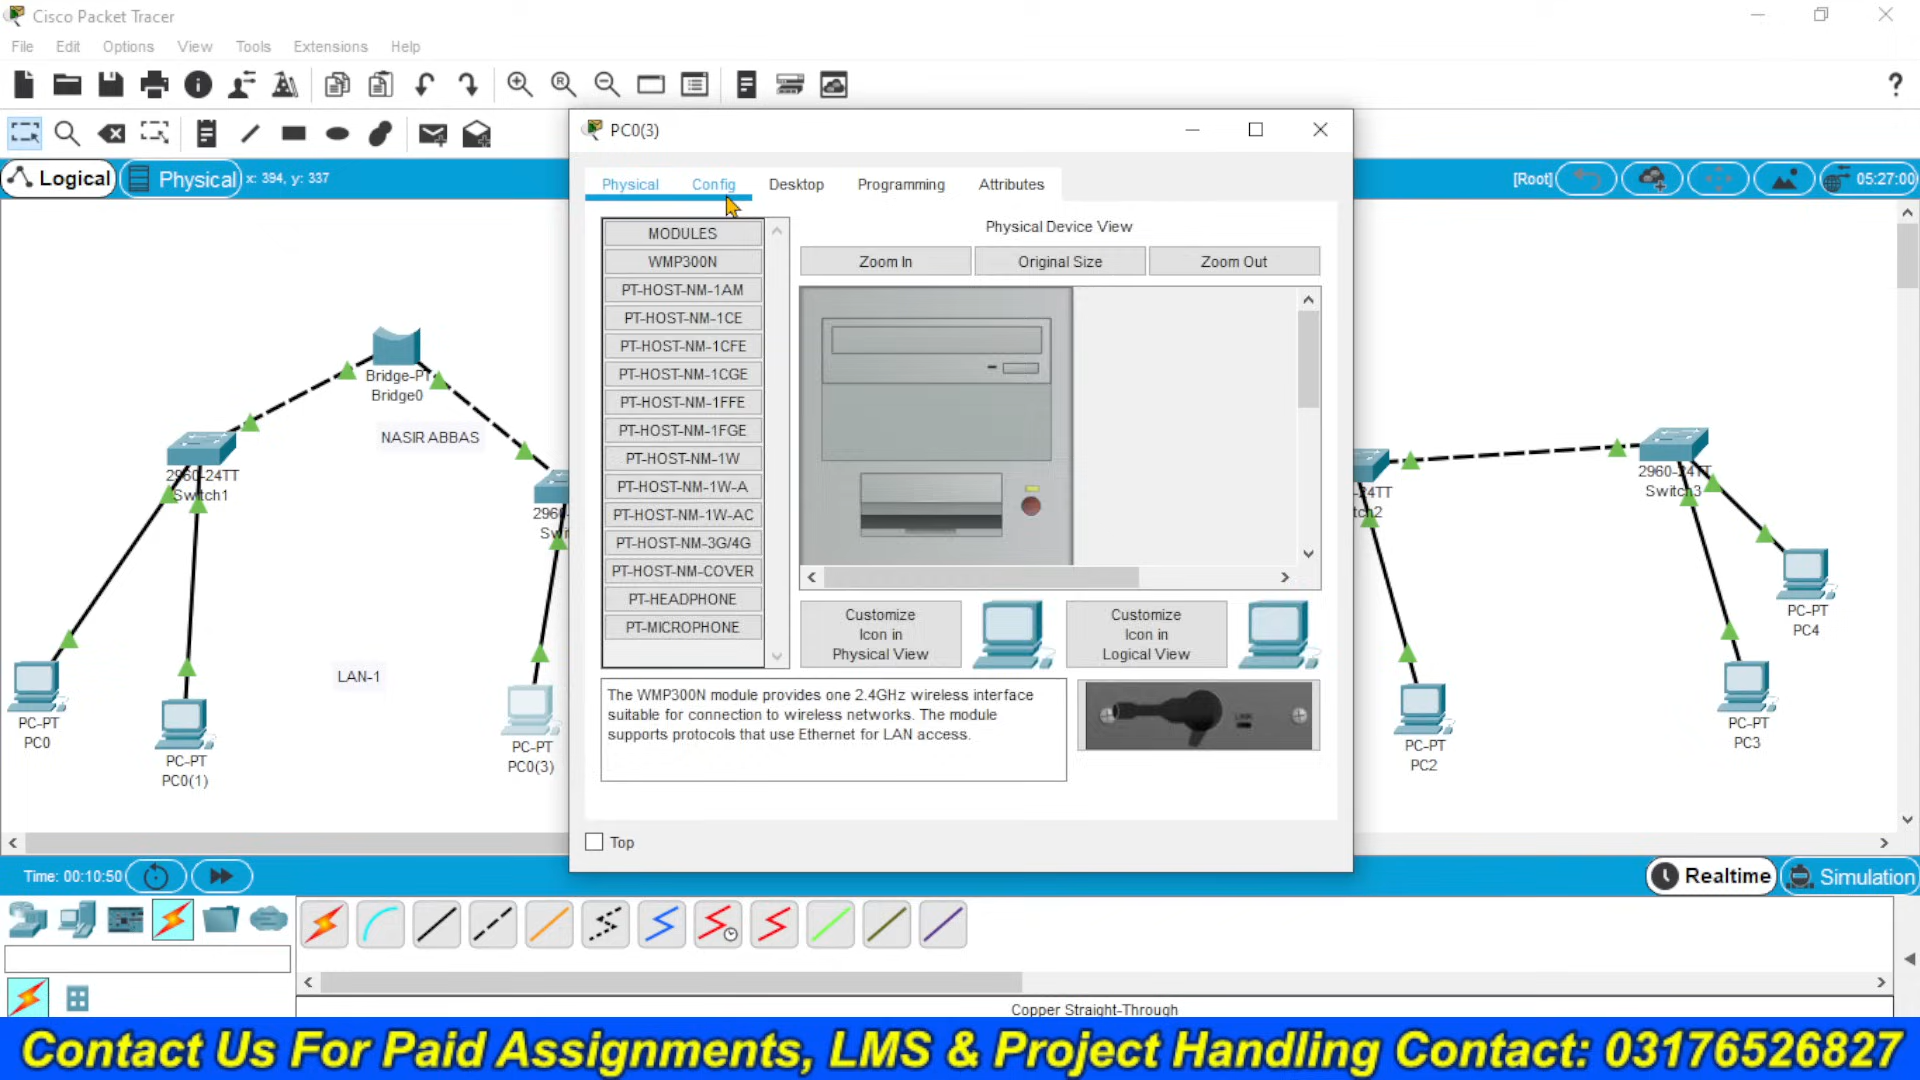 Cisco Packet Tracer
File Edit Options View Tools Extensions Help
Logical
Physical
x: 394, y: 337
[Root]
05:27:00
PC0(3)
Physical Config Desktop Programming Attributes
MODULES
WMP300N
PT-HOST-NM-1AM
PT-HOST-NM-1CE
PT-HOST-NM-1CFE
PT-HOST-NM-1CGE
PT-HOST-NM-1FFE
PT-HOST-NM-1FGE
PT-HOST-NM-1W
PT-HOST-NM-1W-A
PT-HOST-NM-1W-AC
PT-HOST-NM-3G/4G
PT-HOST-NM-COVER
PT-HEADPHONE
PT-MICROPHONE
Physical Device View
Zoom In
Original Size
Zoom Out
Customize
Icon in
Physical View
Customize
Icon in
Logical View
The WMP300N module provides one 2.4GHz wireless interface
suitable for connection to wireless networks. The module
supports protocols that use Ethernet for LAN access.
LINK
Top
Bridge-PT
Bridge0
NASIR ABBAS
2960-24TT
Switch1
2960
Swit
LAN-1
PC-PT
PC0
PC-PT
PC0(1)
PC-PT
PC0(3)
-24TT
tch2
2960-24TT
Switch3
PC-PT
PC4
PC-PT
PC3
PC-PT
PC2
Time: 00:10:50
Realtime
Simulation
Copper Straight-Through
Contact Us For Paid Assignments, LMS & Project Handling Contact: 03176526827